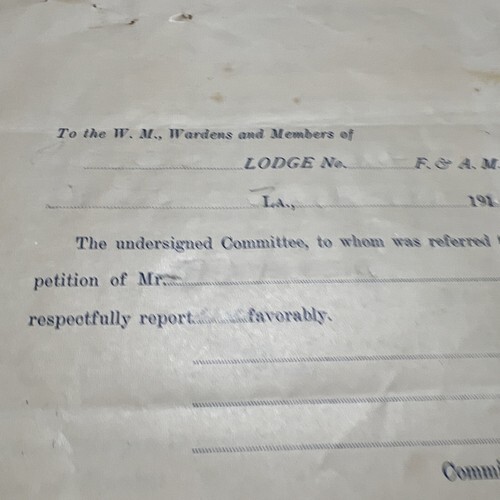 To the W. M., Wardens and Members of
LODGE No. F. & A. M.
La., 191
The undersigned Committee, to whom was referred
petition of Mr.
respectfully report favorably.
Commi